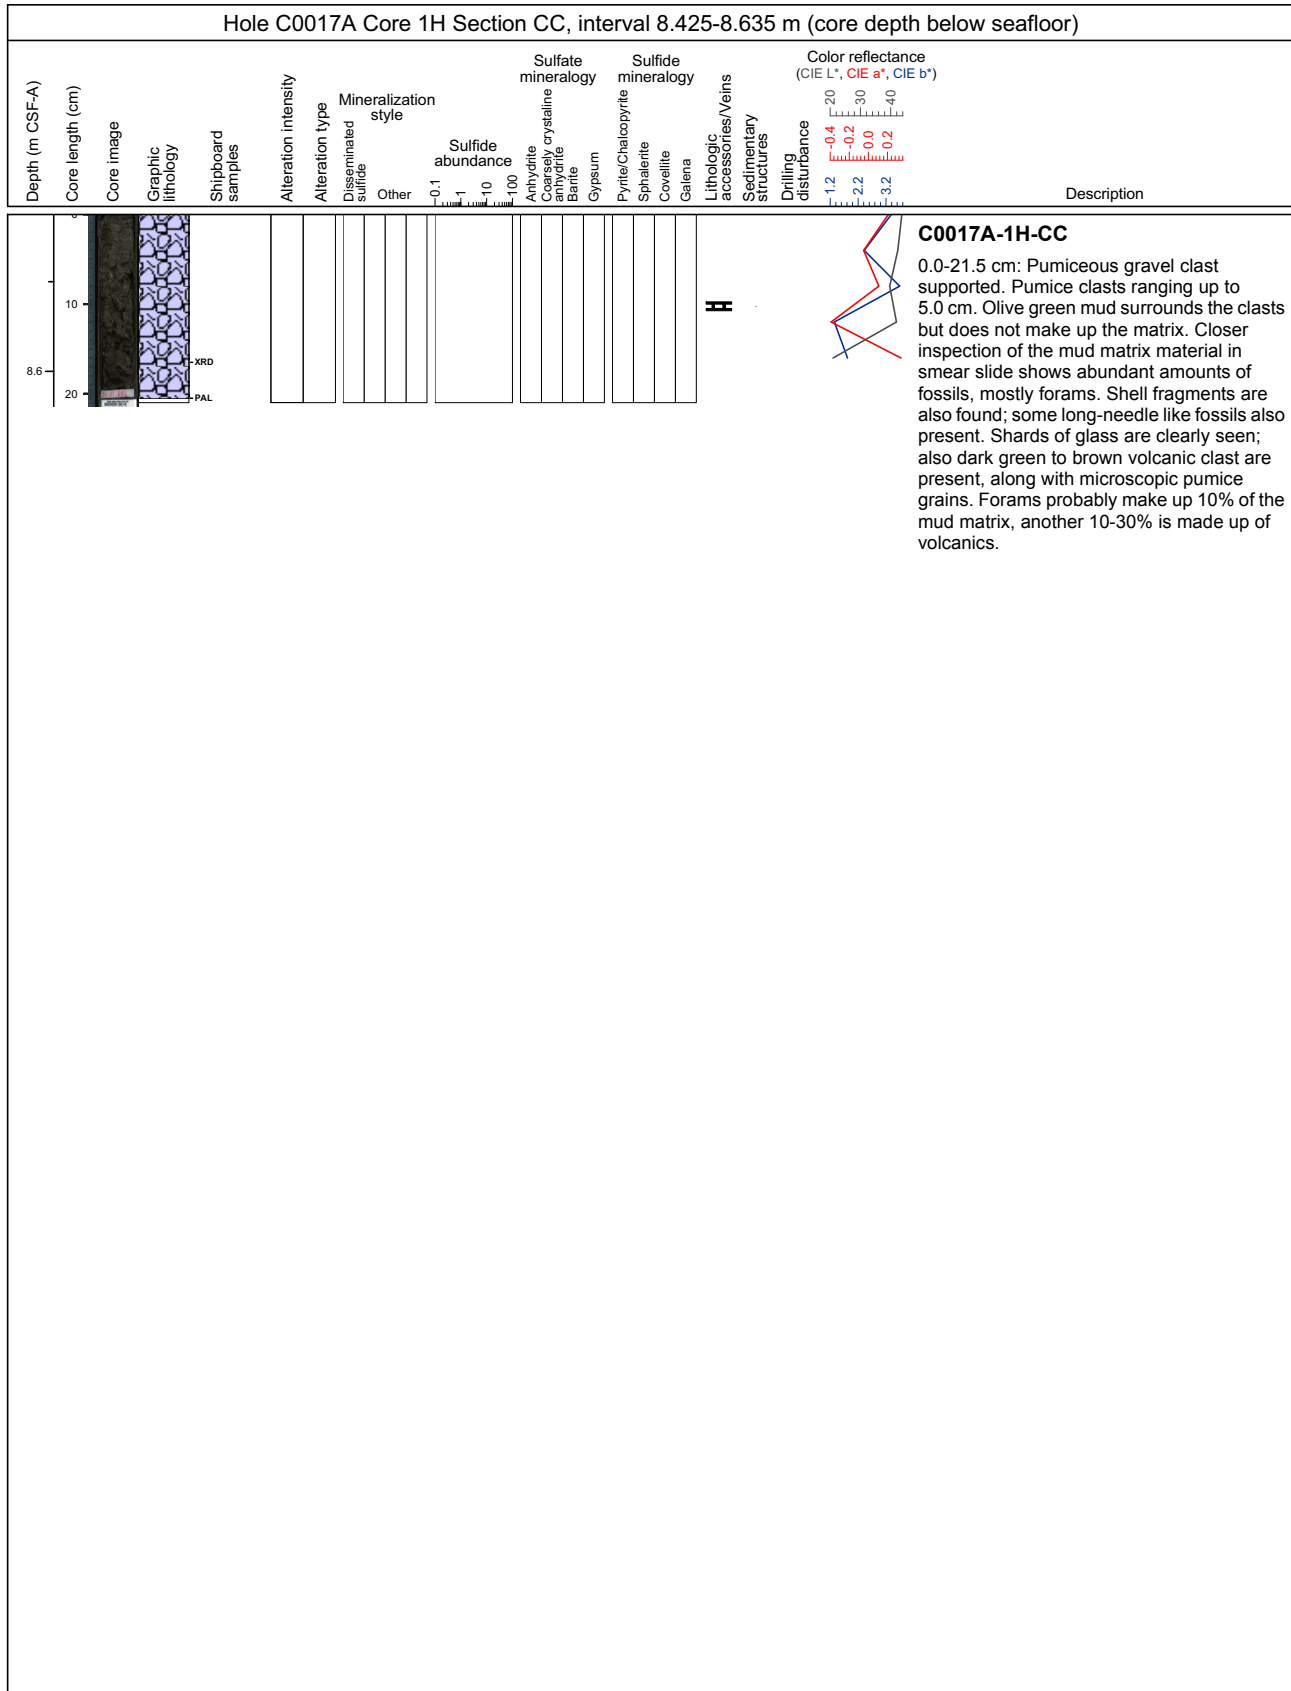 Hole C0017A Core 1H Section CC, interval 8.425-8.635 m (core depth below seafloor)
Depth (m CSF-A)
Core length (cm)
Core image
Graphic
lithology
Shipboard
samples
Alteration intensity
Alteration type
Mineralization
style
Disseminated
sulfide
Other
Sulfide
abundance
0.1
1
10
100
Sulfate
mineralogy
Anhydrite
Coarsely crystaline
anhydrite
Barite
Gypsum
Sulfide
mineralogy
Pyrite/Chalcopyrite
Sphalerite
Covellite
Galena
Lithologic
accessories/Veins
Sedimentary
structures
Drilling
disturbance
Color reflectance
(CIE L*, CIE a*, CIE b*)
20
30
40
-0.4
-0.2
0.0
0.2
1.2
2.2
3.2
Description
10
20
8.6
XRD
PAL
C0017A-1H-CC
0.0-21.5 cm: Pumiceous gravel clast
supported. Pumice clasts ranging up to
5.0 cm. Olive green mud surrounds the clasts
but does not make up the matrix. Closer
inspection of the mud matrix material in
smear slide shows abundant amounts of
fossils, mostly forams. Shell fragments are
also found; some long-needle like fossils also
present. Shards of glass are clearly seen;
also dark green to brown volcanic clast are
present, along with microscopic pumice
grains. Forams probably make up 10% of the
mud matrix, another 10-30% is made up of
volcanics.